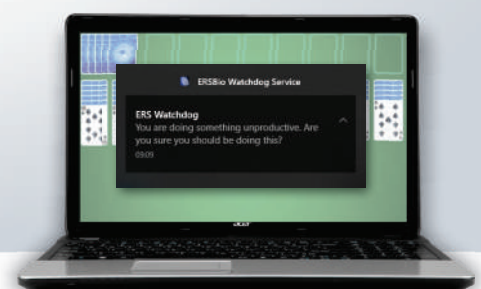 ERSBio Watchdog Service
ERS Watchdog
You are doing something unproductive. Are
you sure you should be doing this?
09:09
acer